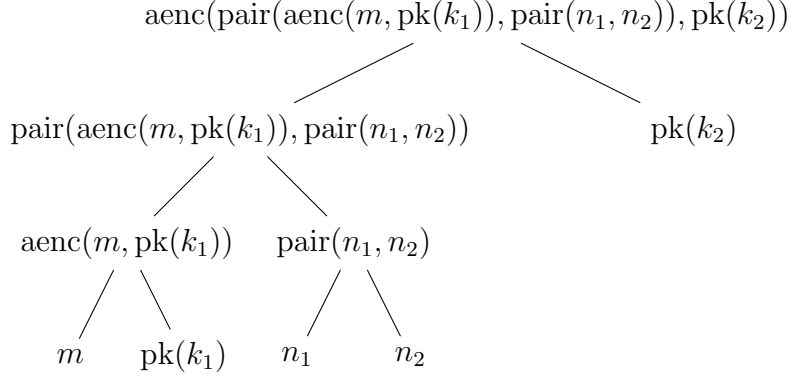 aenc(pair(aenc(m, pk(k₁)), pair(n₁, n₂)), pk(k₂))
pair(aenc(m, pk(k₁)), pair(n₁, n₂)) pk(k₂)
aenc(m, pk(k₁)) pair(n₁, n₂)
m pk(k₁) n₁ n₂